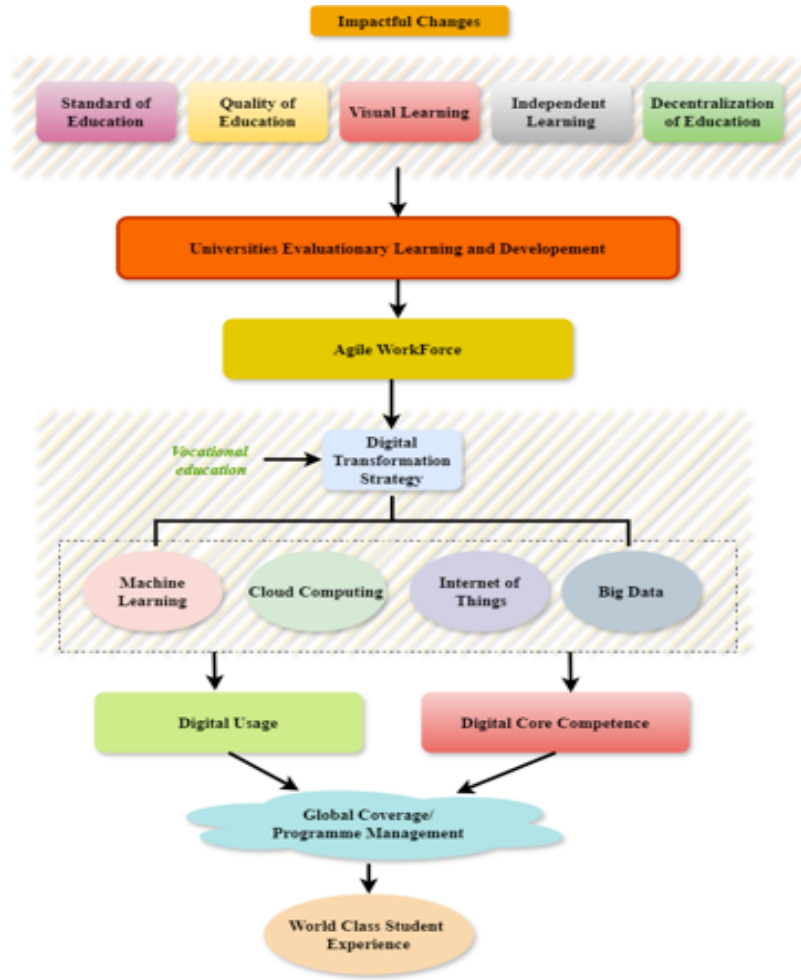 Impactful Changes
Standard of
Education
Quality of
Education
Visual Learning
Independent
Learning
Decentralization
of Education
Universities Evaluationary Learning and Developement
Agile WorkForce
Vocational
education
Digital
Transformation
Strategy
Machine
Learning
Cloud Computing
Internet of
Things
Big Data
Digital Usage
Digital Core Competence
Global Coverage/
Programme Management
World Class Student
Experience